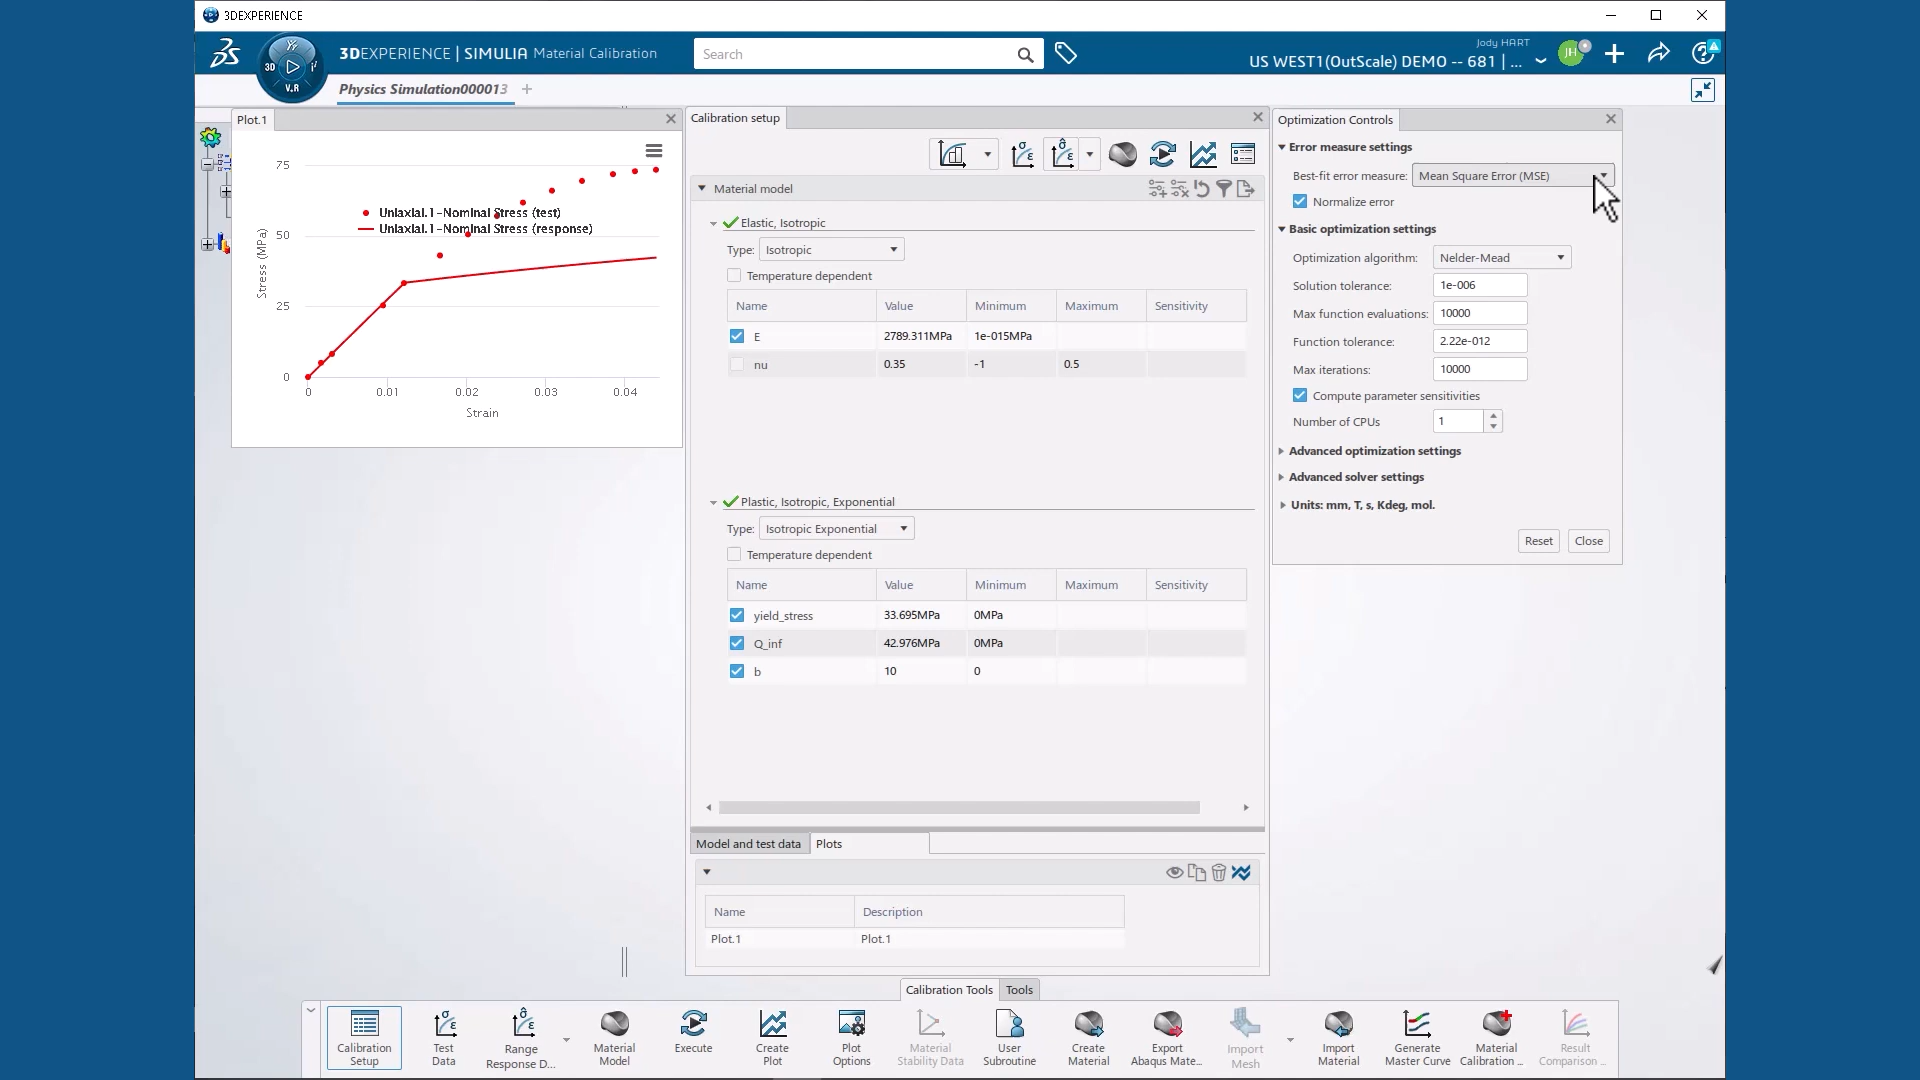 3DEXPERIENCE
3DEXPERIENCE | SIMULIA Material Calibration
Search
Jody HART
US WEST1(OutScale) DEMO -- 681 | ...
JH
3D
V.R
Physics Simulation000013
Plot.1
75
50
25
0
Stress (MPa)
Uniaxial.1-Nominal Stress (test)
Uniaxial.1-Nominal Stress (response)
0 0.01 0.02 0.03 0.04
Strain
Calibration setup
Material model
Elastic, Isotropic
Type: Isotropic
Temperature dependent
Name Value Minimum Maximum Sensitivity
E 2789.311MPa 1e-015MPa
nu 0.35 -1 0.5
Plastic, Isotropic, Exponential
Type: Isotropic Exponential
Temperature dependent
Name Value Minimum Maximum Sensitivity
yield_stress 33.695MPa 0MPa
Q_inf 42.976MPa 0MPa
b 10 0
Model and test data Plots
Name Description
Plot.1 Plot.1
Optimization Controls
Error measure settings
Best-fit error measure: Mean Square Error (MSE)
Normalize error
Basic optimization settings
Optimization algorithm: Nelder-Mead
Solution tolerance: 1e-006
Max function evaluations: 10000
Function tolerance: 2.22e-012
Max iterations: 10000
Compute parameter sensitivities
Number of CPUs 1
Advanced optimization settings
Advanced solver settings
Units: mm, T, s, Kdeg, mol.
Reset Close
Calibration Tools Tools
Calibration Setup
Test Data
Range Response D...
Material Model
Execute
Create Plot
Plot Options
Material Stability Data
User Subroutine
Create Material
Export Abaqus Mate...
Import Mesh
Import Material
Generate Master Curve
Material Calibration ...
Result Comparison ...